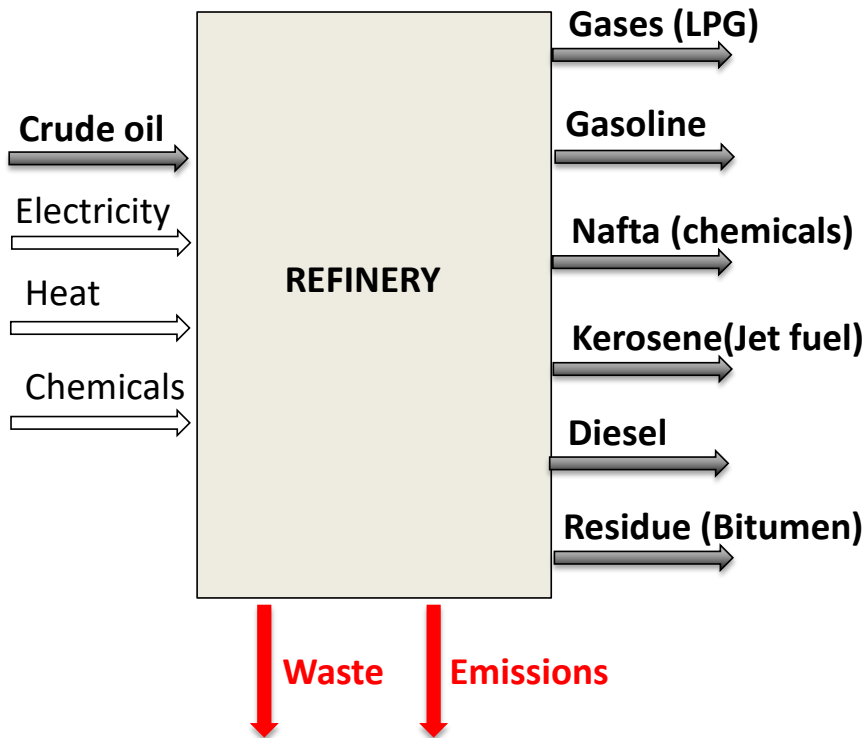 Crude oil
Electricity
Heat
Chemicals
REFINERY
Gases (LPG)
Gasoline
Nafta (chemicals)
Kerosene(Jet fuel)
Diesel
Residue (Bitumen)
Waste
Emissions